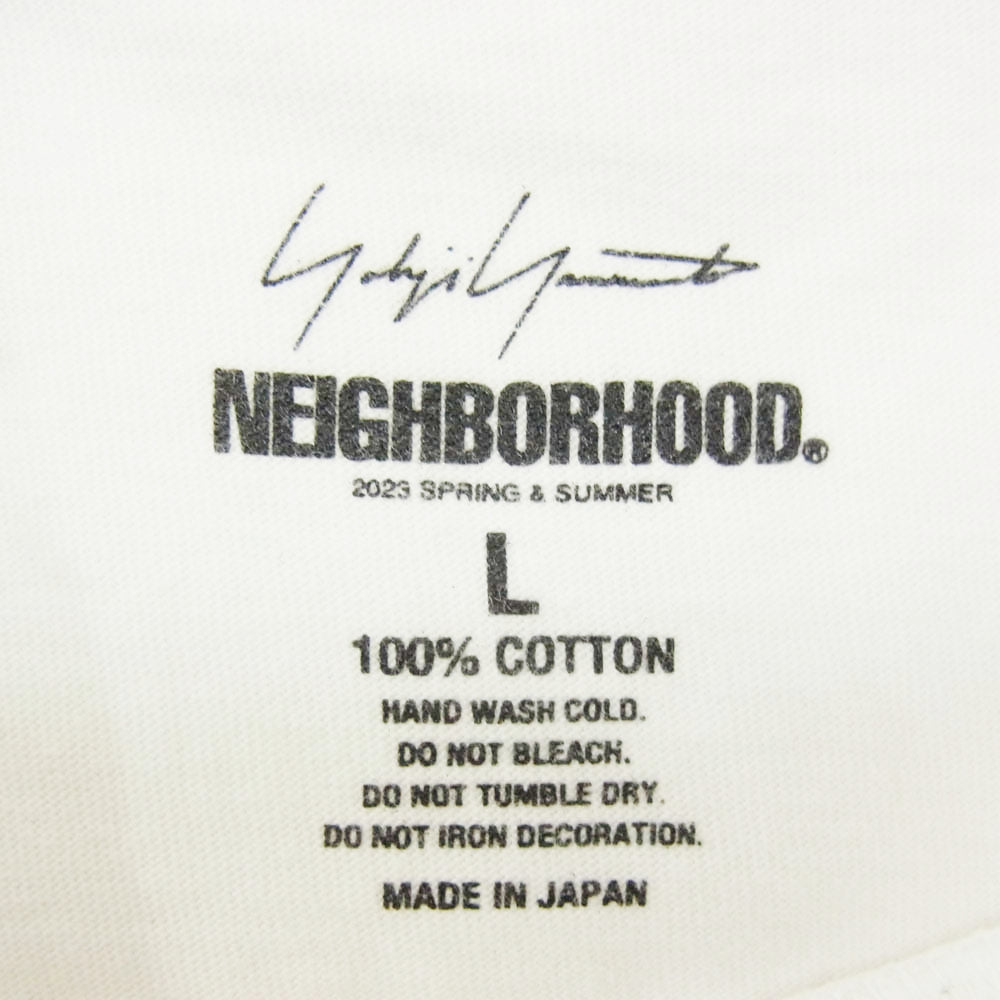 Yohji Yamamoto
NEIGHBORHOOD®
2023 SPRING & SUMMER
L
100% COTTON
HAND WASH COLD.
DO NOT BLEACH.
DO NOT TUMBLE DRY.
DO NOT IRON DECORATION.
MADE IN JAPAN